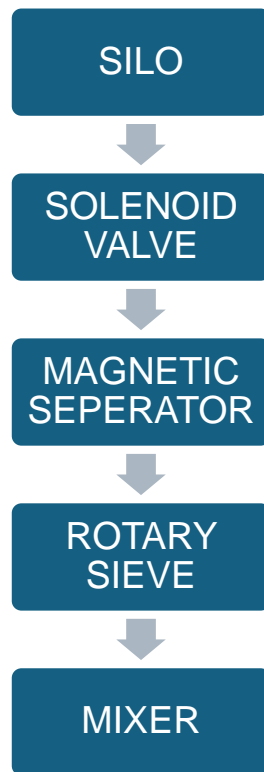 SILO
SOLENOID
VALVE
MAGNETIC
SEPERATOR
ROTARY
SIEVE
MIXER